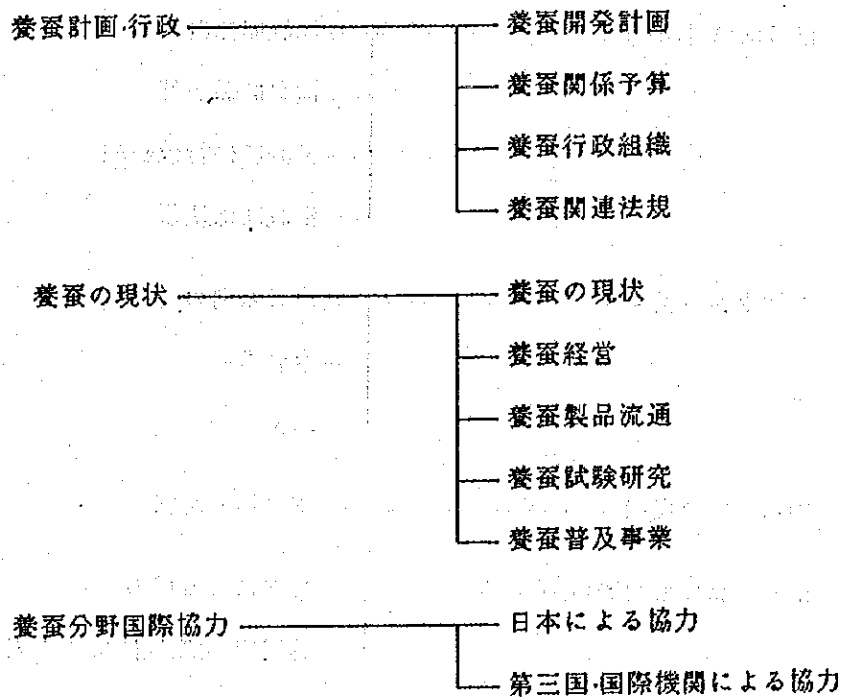 養蚕計画·行政
養蚕開発計画
養蚕関係予算
養蚕行政組織
養蚕関連法規
養蚕の現状
養蚕の現状
養蚕経営
養蚕製品流通
養蚕試験研究
養蚕普及事業
養蚕分野国際協力
日本による協力
第三国·国際機関による協力